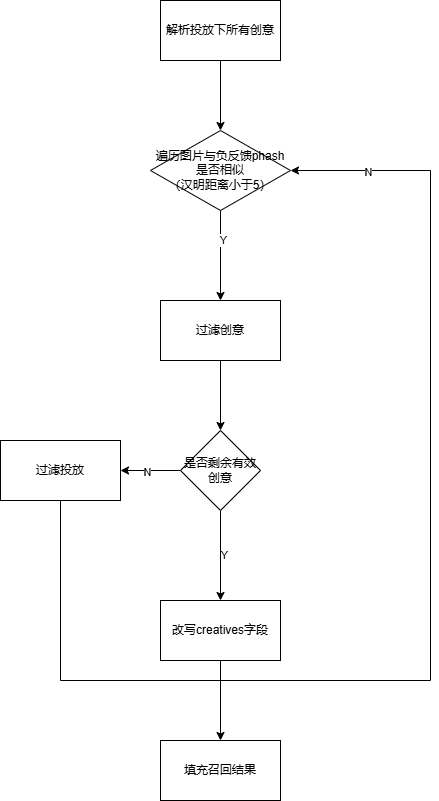 解析投放下所有创意
遍历图片与负反馈phash
是否相似
（汉明距离小于5）
N
Y
过滤创意
过滤投放
N
是否剩余有效
创意
Y
改写creatives字段
填充召回结果